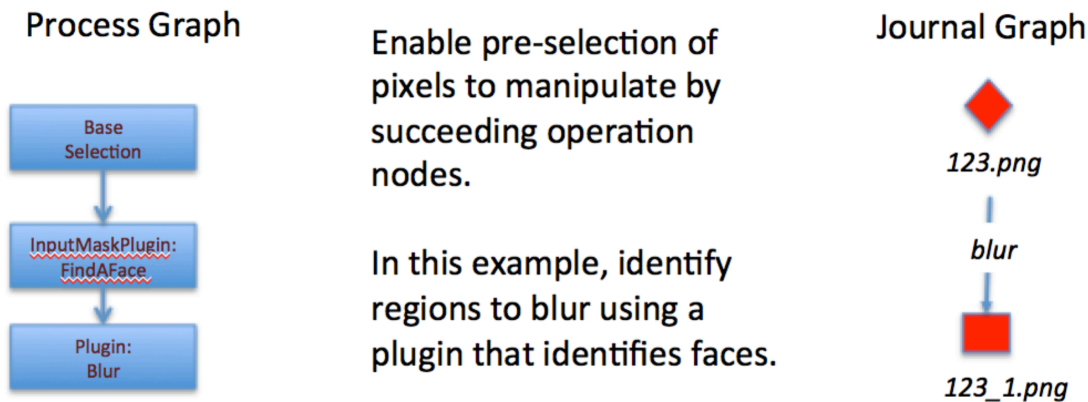 Process Graph
Base
Selection
InputMaskPlugin:
FindAFace
Plugin:
Blur
Enable pre-selection of
pixels to manipulate by
succeeding operation
nodes.
In this example, identify
regions to blur using a
plugin that identifies faces.
Journal Graph
123.png
blur
123_1.png